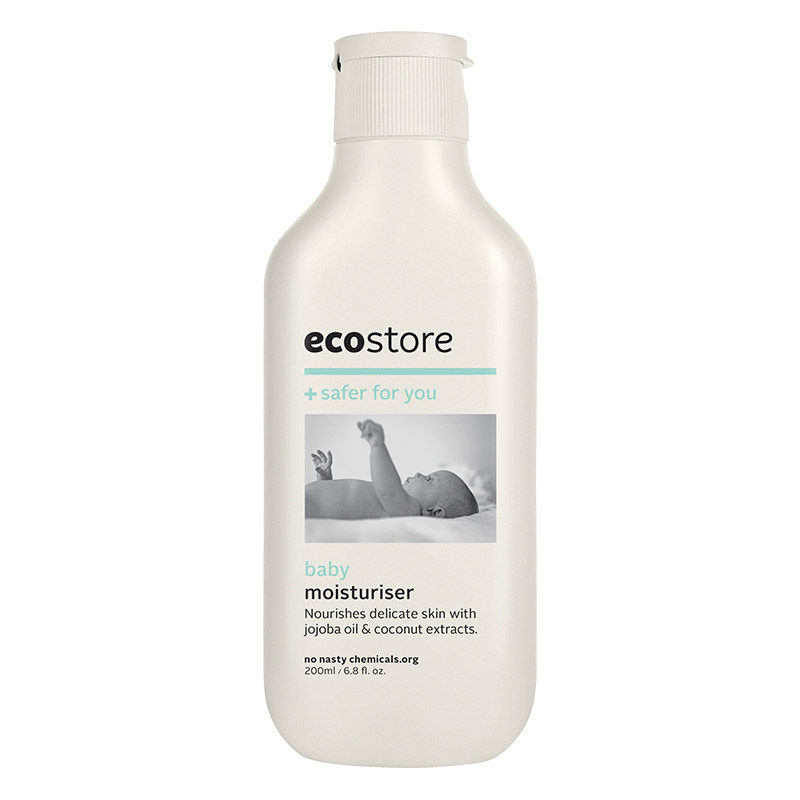 ecostore
+ safer for you
baby
moisturiser
Nourishes delicate skin with
jojoba oil & coconut extracts.
no nasty chemicals.org
200ml / 6.8 fl. oz.